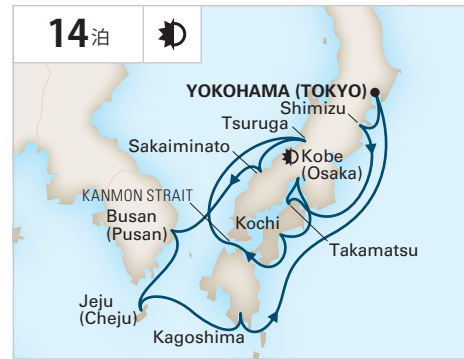 14泊
YOKOHAMA (TOKYO)
Shimizu
Tsuruga
Sakaiminato
Kobe
(Osaka)
KANMON STRAIT
Busan
(Pusan)
Kochi
Takamatsu
Jeju
(Cheju)
Kagoshima